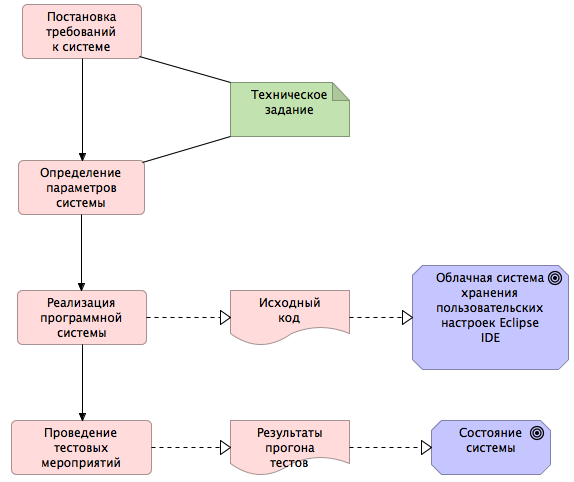 Постановка
требований
к системе
Техническое
задание
Определение
параметров
системы
Реализация
программной
системы
Исходный
код
Облачная система
хранения
пользовательских
настроек Eclipse
IDE
Проведение
тестовых
мероприятий
Результаты
прогона
тестов
Состояние
системы